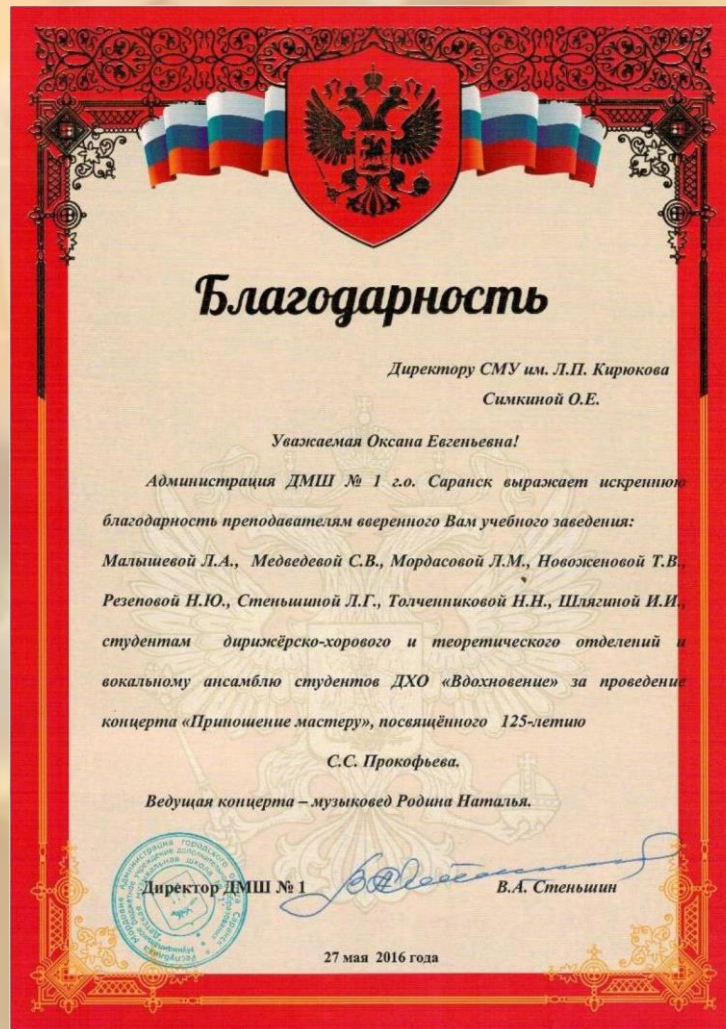 Благодарность
Директору СМУ им. Л.П. Кирюкова
Симкиной О.Е.
Уважаемая Оксана Евгеньевна!
Администрация ДМШ № 1 г.о. Саранск выражает искреннюю
благодарность преподавателям вверенного Вам учебного заведения:
Малышевой Л.А., Медведевой С.В., Мордасовой Л.М., Новоженовой Т.В.,
Резеповой Н.Ю., Стеньшиной Л.Г., Толченниковой Н.Н., Шлягиной И.И.,
студентам дирижёрско-хорового и теоретического отделений и
вокальному ансамблю студентов ДХО «Вдохновение» за проведение
концерта «Приношение мастеру», посвящённого 125-летию
С.С. Прокофьева.
Ведущая концерта – музыковед Родина Наталья.
Директор ДМШ № 1
В.А. Стеньшин
27 мая 2016 года